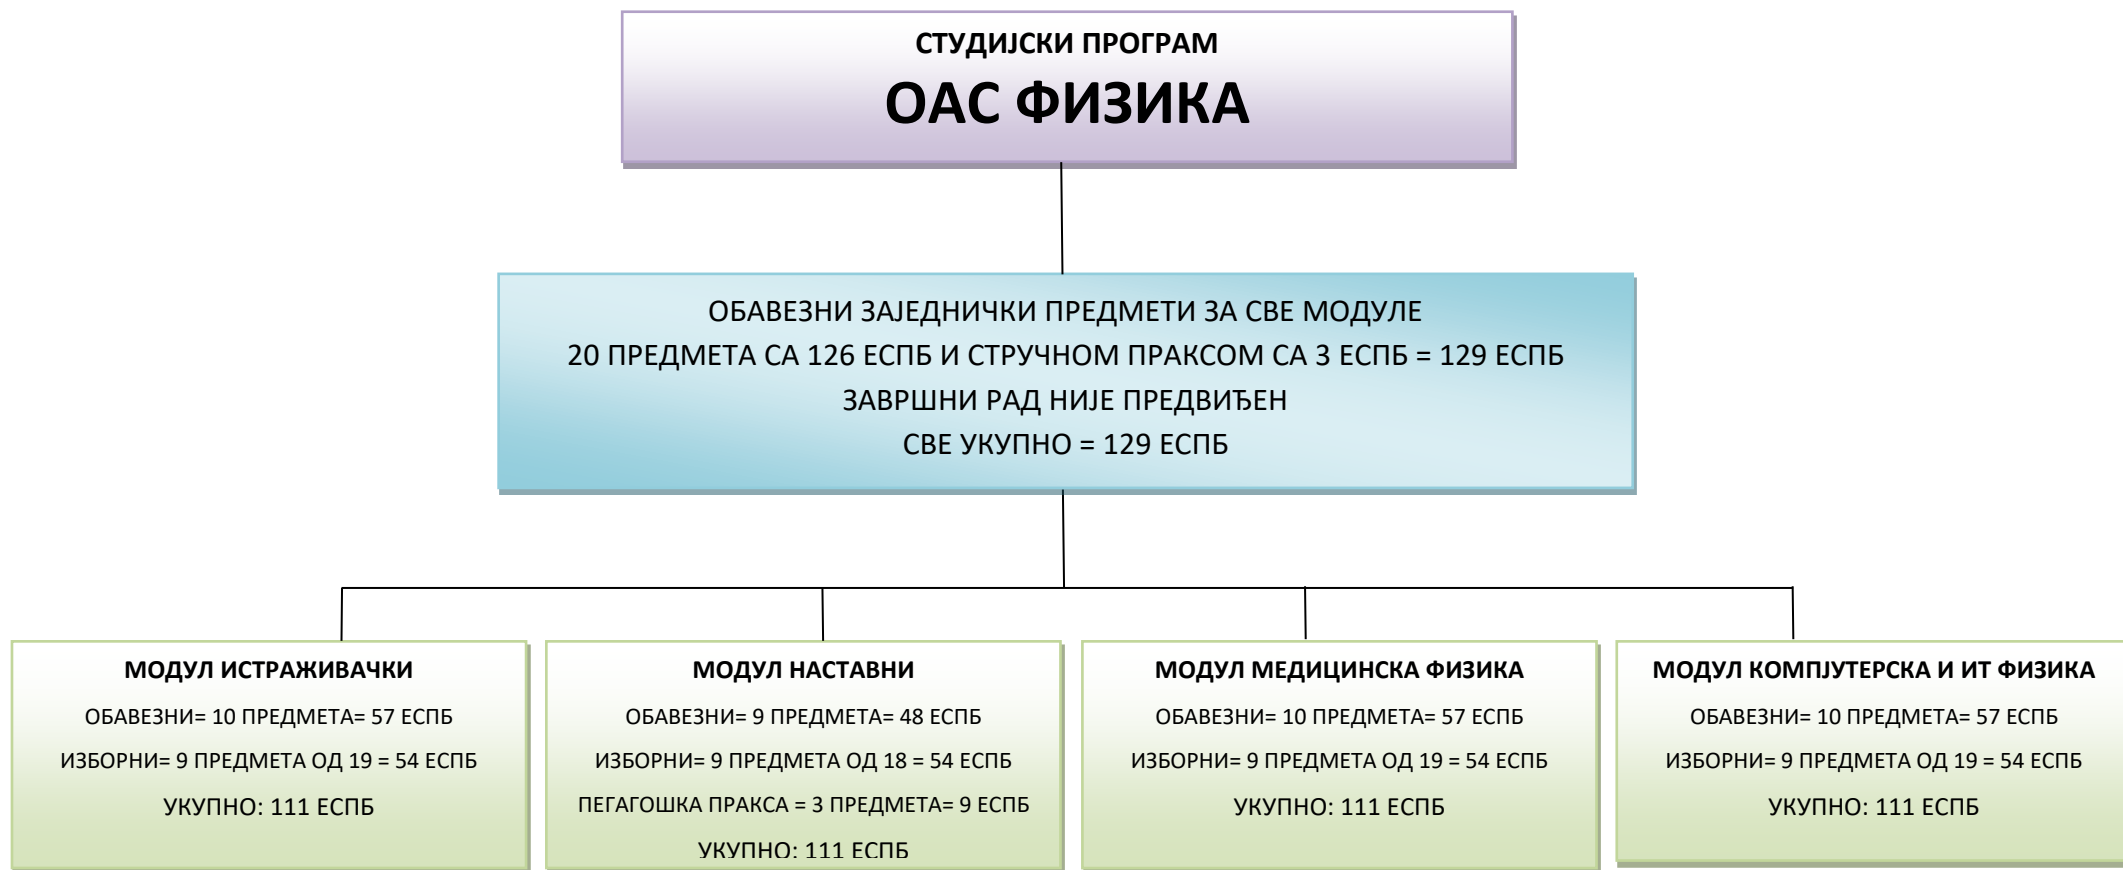 СТУДИЈСКИ ПРОГРАМ
ОАС ФИЗИКА
ОБАВЕЗНИ ЗАЈЕДНИЧКИ ПРЕДМЕТИ ЗА СВЕ МОДУЛЕ
20 ПРЕДМЕТА СА 126 ЕСПБ И СТРУЧНОМ ПРАКСОМ СА 3 ЕСПБ = 129 ЕСПБ
ЗАВРШНИ РАД НИЈЕ ПРЕДВИЂЕН
СВЕ УКУПНО = 129 ЕСПБ
МОДУЛ ИСТРАЖИВАЧКИ
ОБАВЕЗНИ= 10 ПРЕДМЕТА= 57 ЕСПБ
ИЗБОРНИ= 9 ПРЕДМЕТА ОД 19 = 54 ЕСПБ
УКУПНО: 111 ЕСПБ
МОДУЛ НАСТАВНИ
ОБАВЕЗНИ= 9 ПРЕДМЕТА= 48 ЕСПБ
ИЗБОРНИ= 9 ПРЕДМЕТА ОД 18 = 54 ЕСПБ
ПЕГАГОШКА ПРАКСА = 3 ПРЕДМЕТА= 9 ЕСПБ
УКУПНО: 111 ЕСПБ
МОДУЛ МЕДИЦИНСКА ФИЗИКА
ОБАВЕЗНИ= 10 ПРЕДМЕТА= 57 ЕСПБ
ИЗБОРНИ= 9 ПРЕДМЕТА ОД 19 = 54 ЕСПБ
УКУПНО: 111 ЕСПБ
МОДУЛ КОМПЈУТЕРСКА И ИТ ФИЗИКА
ОБАВЕЗНИ= 10 ПРЕДМЕТА= 57 ЕСПБ
ИЗБОРНИ= 9 ПРЕДМЕТА ОД 19 = 54 ЕСПБ
УКУПНО: 111 ЕСПБ